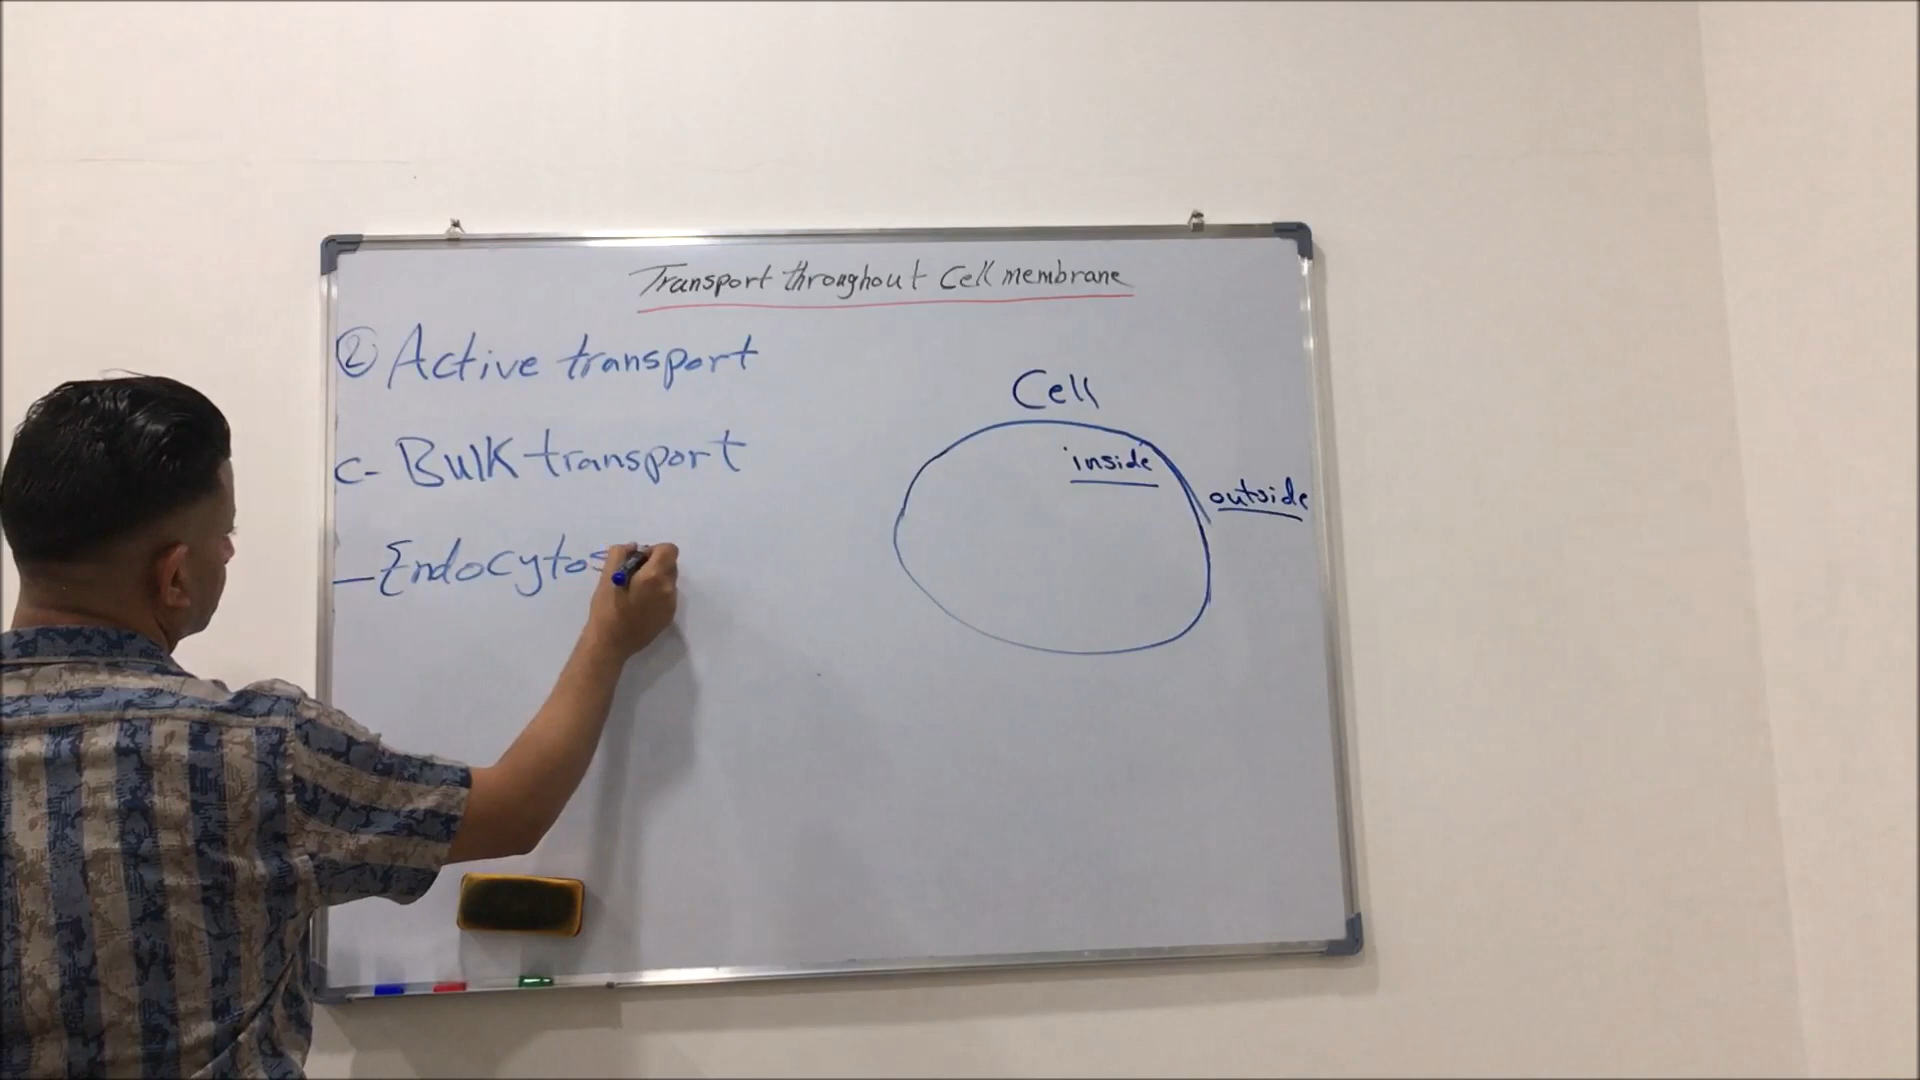 Transport throughout Cell membrane
② Active transport
c- Bulk transport
- Endocytos
Cell
inside
outside